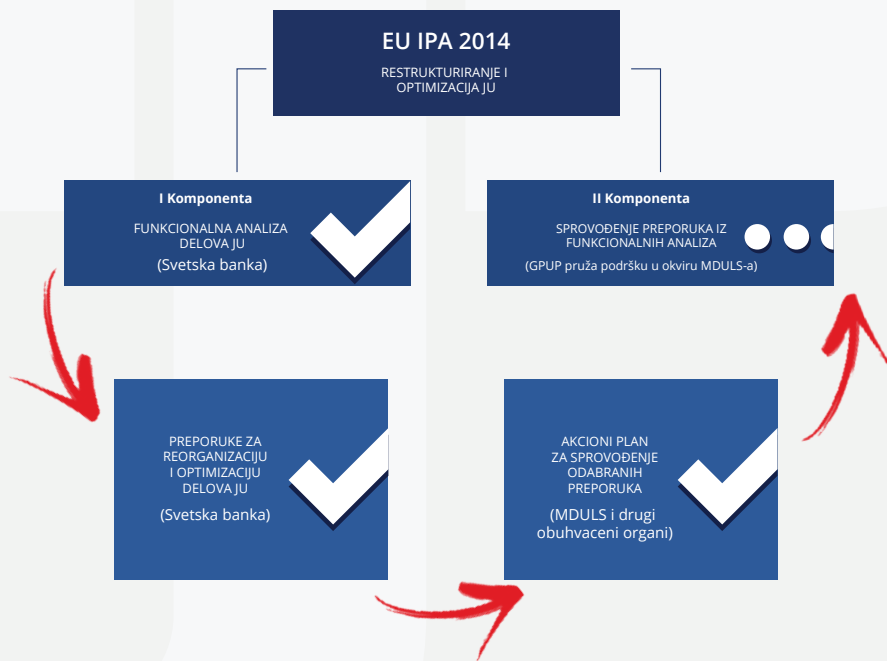 EU IPA 2014
RESTRUKTURIRANJE I
OPTIMIZACIJA JU
I Komponenta
FUNKCIONALNA ANALIZA
DELOVA JU
(Svetska banka)
II Komponenta
SPROVOĐENJE PREPORUKA IZ
FUNKCIONALNIH ANALIZA
(GPUP pruža podršku u okviru MDULS-a)
PREPORUKE ZA
REORGANIZACIJU
I OPTIMIZACIJU
DELOVA JU
(Svetska banka)
AKCIONI PLAN
ZA SPROVOĐENJE
ODABRANIH
PREPORUKA
(MDULS i drugi
obuhvaceni organi)